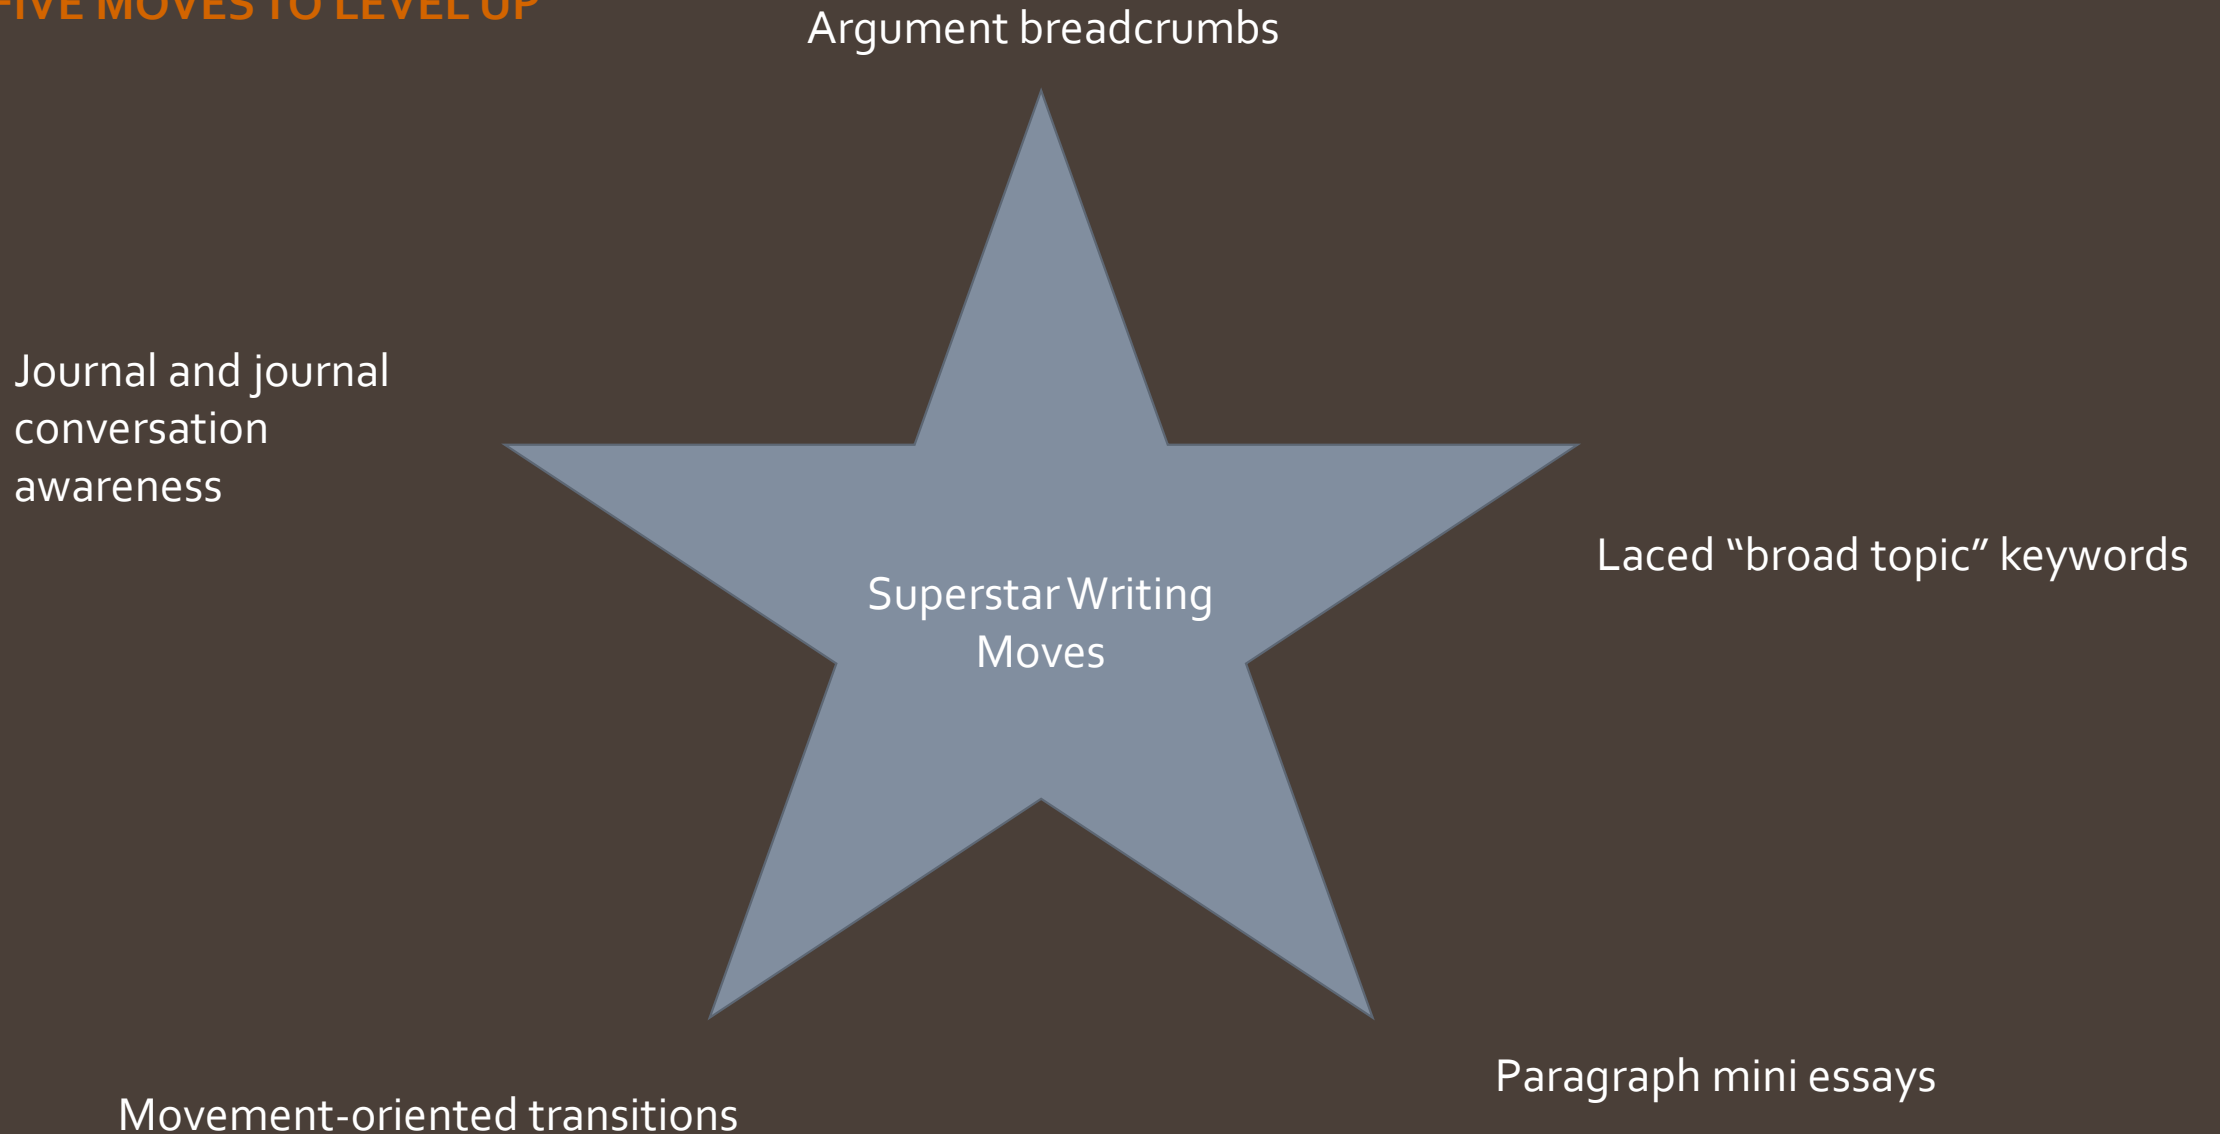 FIVE MOVES TO LEVEL UP
Argument breadcrumbs
Journal and journal
conversation
awareness
Laced “broad topic” keywords
Superstar Writing
Moves
Paragraph mini essays
Movement-oriented transitions